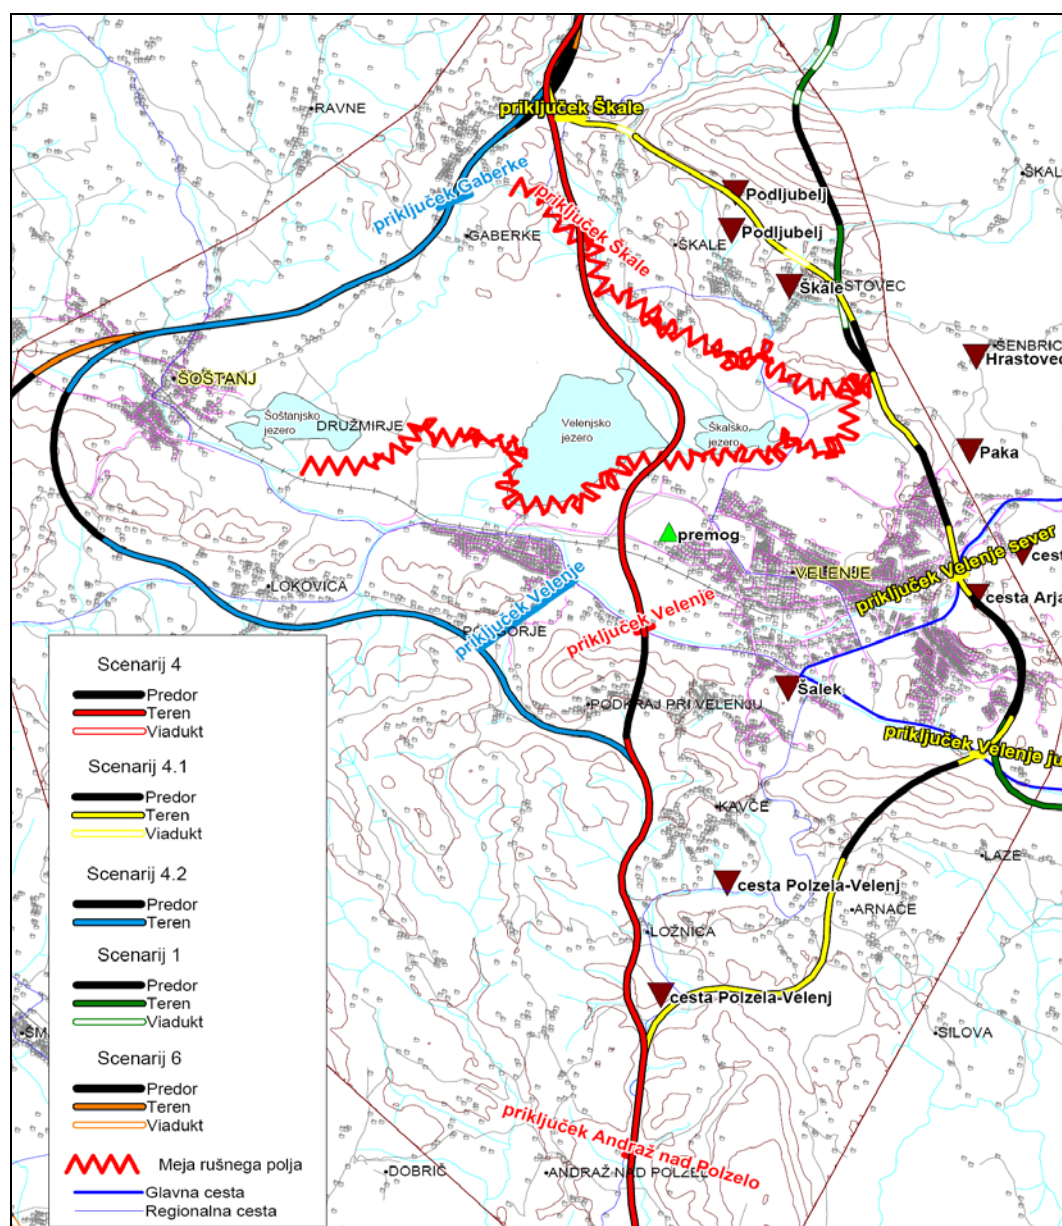 RAVNE
priključek Škale
ŠKAL
priključek Gaberke
priključek Škale
Podljubelj
Podljubelj
GABERKE
ŠKALE
Škale
STOVEC
ŠENBRIC
Hrastovec
ŠOŠTANJ
Šoštanjsko
jezero
DRUŽMIRJE
Velenjsko
jezero
Škalsko
jezero
Paka
premog
priključek Velenje sever
cest
VELENJE
cesta Arja
LOKOVICA
priključek Velenje
priključek Velenje
Šalek
PODKRAJ PRI VELENJU
priključek Velenje ju
KAVČE
LAZE
cesta Polzela-Velenj
ARNAČE
LOŽNICA
cesta Polzela-Velenj
SILOVA
ŠM
priključek Andraž nad Polzelo
DOBRIČ
ANDRAŽ NAD POLZEL
Scenarij 4
Predor
Teren
Viadukt
Scenarij 4.1
Predor
Teren
Viadukt
Scenarij 4.2
Predor
Teren
Scenarij 1
Predor
Teren
Viadukt
Scenarij 6
Predor
Teren
Viadukt
Meja rušnega polja
Glavna cesta
Regionalna cesta